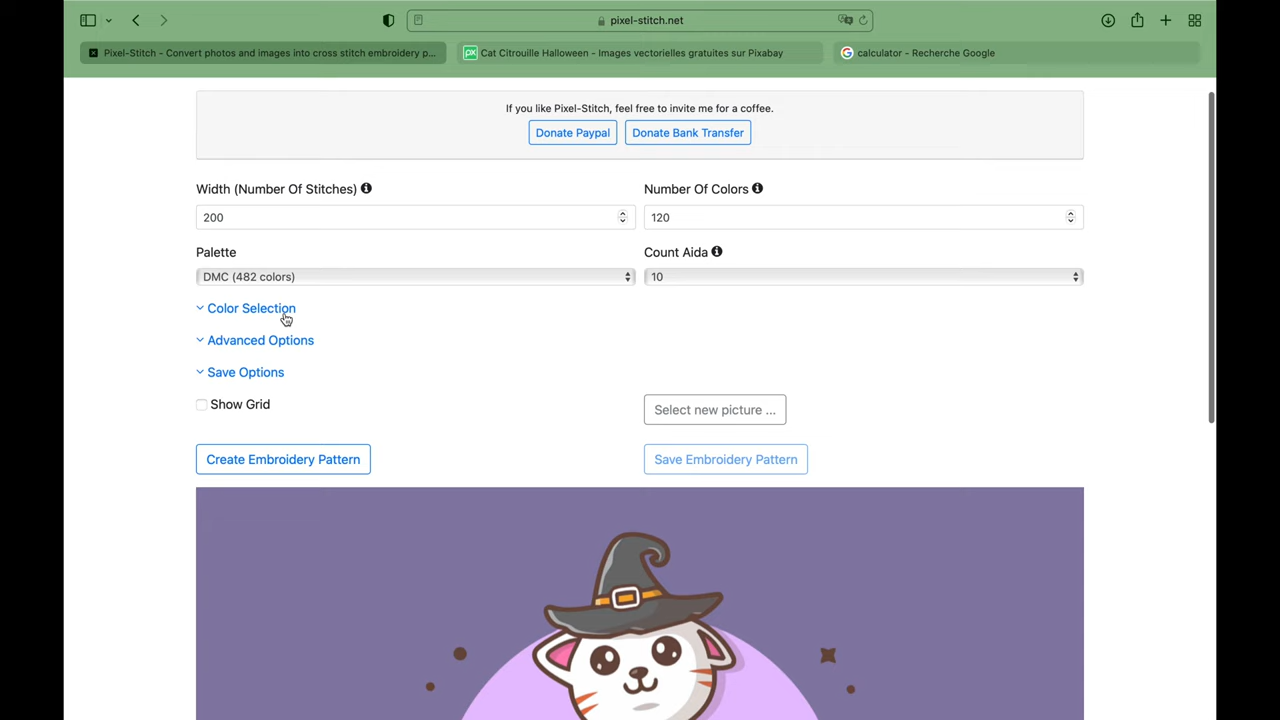 pixel-stitch.net
Pixel-Stitch - Convert photos and images into cross stitch embroidery p...
px Cat Citrouille Halloween - Images vectorielles gratuites sur Pixabay
G calculator - Recherche Google
If you like Pixel-Stitch, feel free to invite me for a coffee.
Donate Paypal Donate Bank Transfer
Width (Number Of Stitches) Number Of Colors
200 120
Palette Count Aida
DMC (482 colors) 10
Color Selection
Advanced Options
Save Options
Show Grid Select new picture ...
Create Embroidery Pattern Save Embroidery Pattern